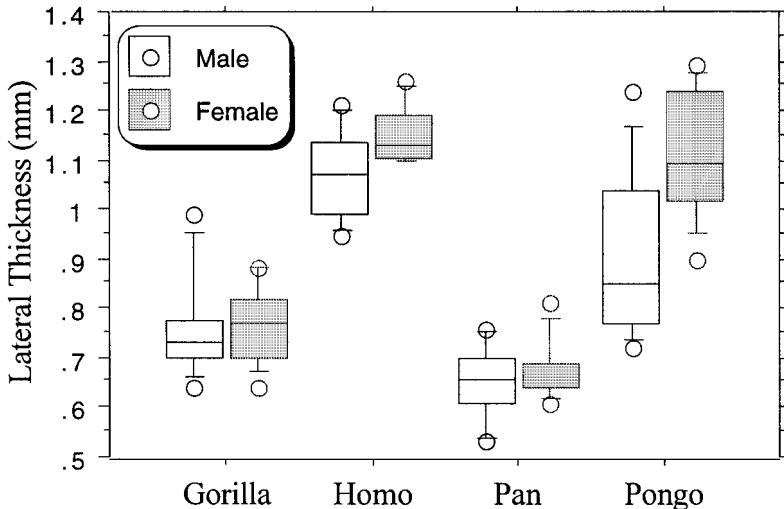 1.4
1.3
1.2
1.1
1
.9
.8
.7
.6
.5
Lateral Thickness (mm)
Male
Female
Gorilla Homo Pan Pongo